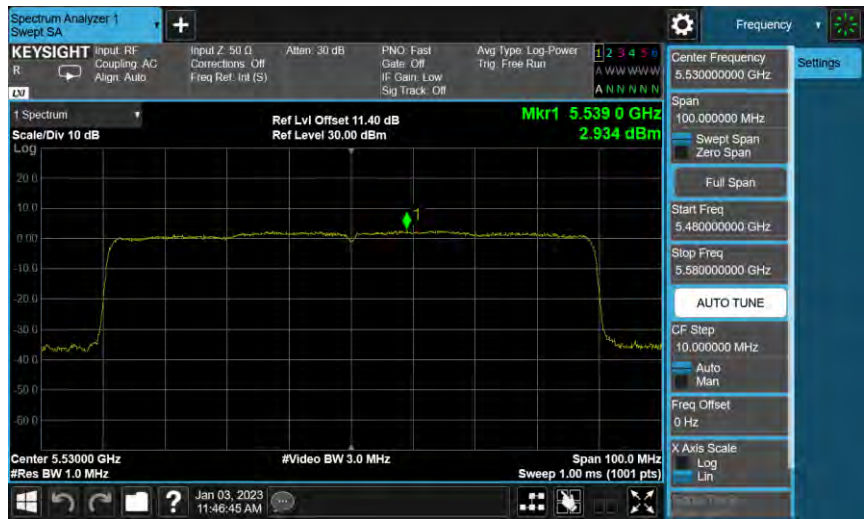 Spectrum Analyzer 1
Swept SA
+
Frequency
KEYSIGHT
R
LXI
Input: RF
Coupling: AC
Align: Auto
Input Z: 50 Ω
Corrections: Off
Freq Ref: Int (S)
Atten: 30 dB
PNO: Fast
Gate: Off
IF Gain: Low
Sig Track: Off
Avg Type: Log-Power
Trig: Free Run
1 2 3 4 5 6
A W W W W W
A N N N N N
1 Spectrum
Scale/Div 10 dB
Ref Lvl Offset 11.40 dB
Ref Level 30.00 dBm
Mkr1 5.539 0 GHz
2.934 dBm
Log
20.0
10.0
0.00
-10.0
-20.0
-30.0
-40.0
-50.0
-60.0
1
Center 5.53000 GHz
#Res BW 1.0 MHz
#Video BW 3.0 MHz
Span 100.0 MHz
Sweep 1.00 ms (1001 pts)
Jan 03, 2023
11:46:45 AM
Center Frequency
5.530000000 GHz
Settings
Span
100.000000 MHz
Swept Span
Zero Span
Full Span
Start Freq
5.480000000 GHz
Stop Freq
5.580000000 GHz
AUTO TUNE
CF Step
10.000000 MHz
Auto
Man
Freq Offset
0 Hz
X Axis Scale
Log
Lin